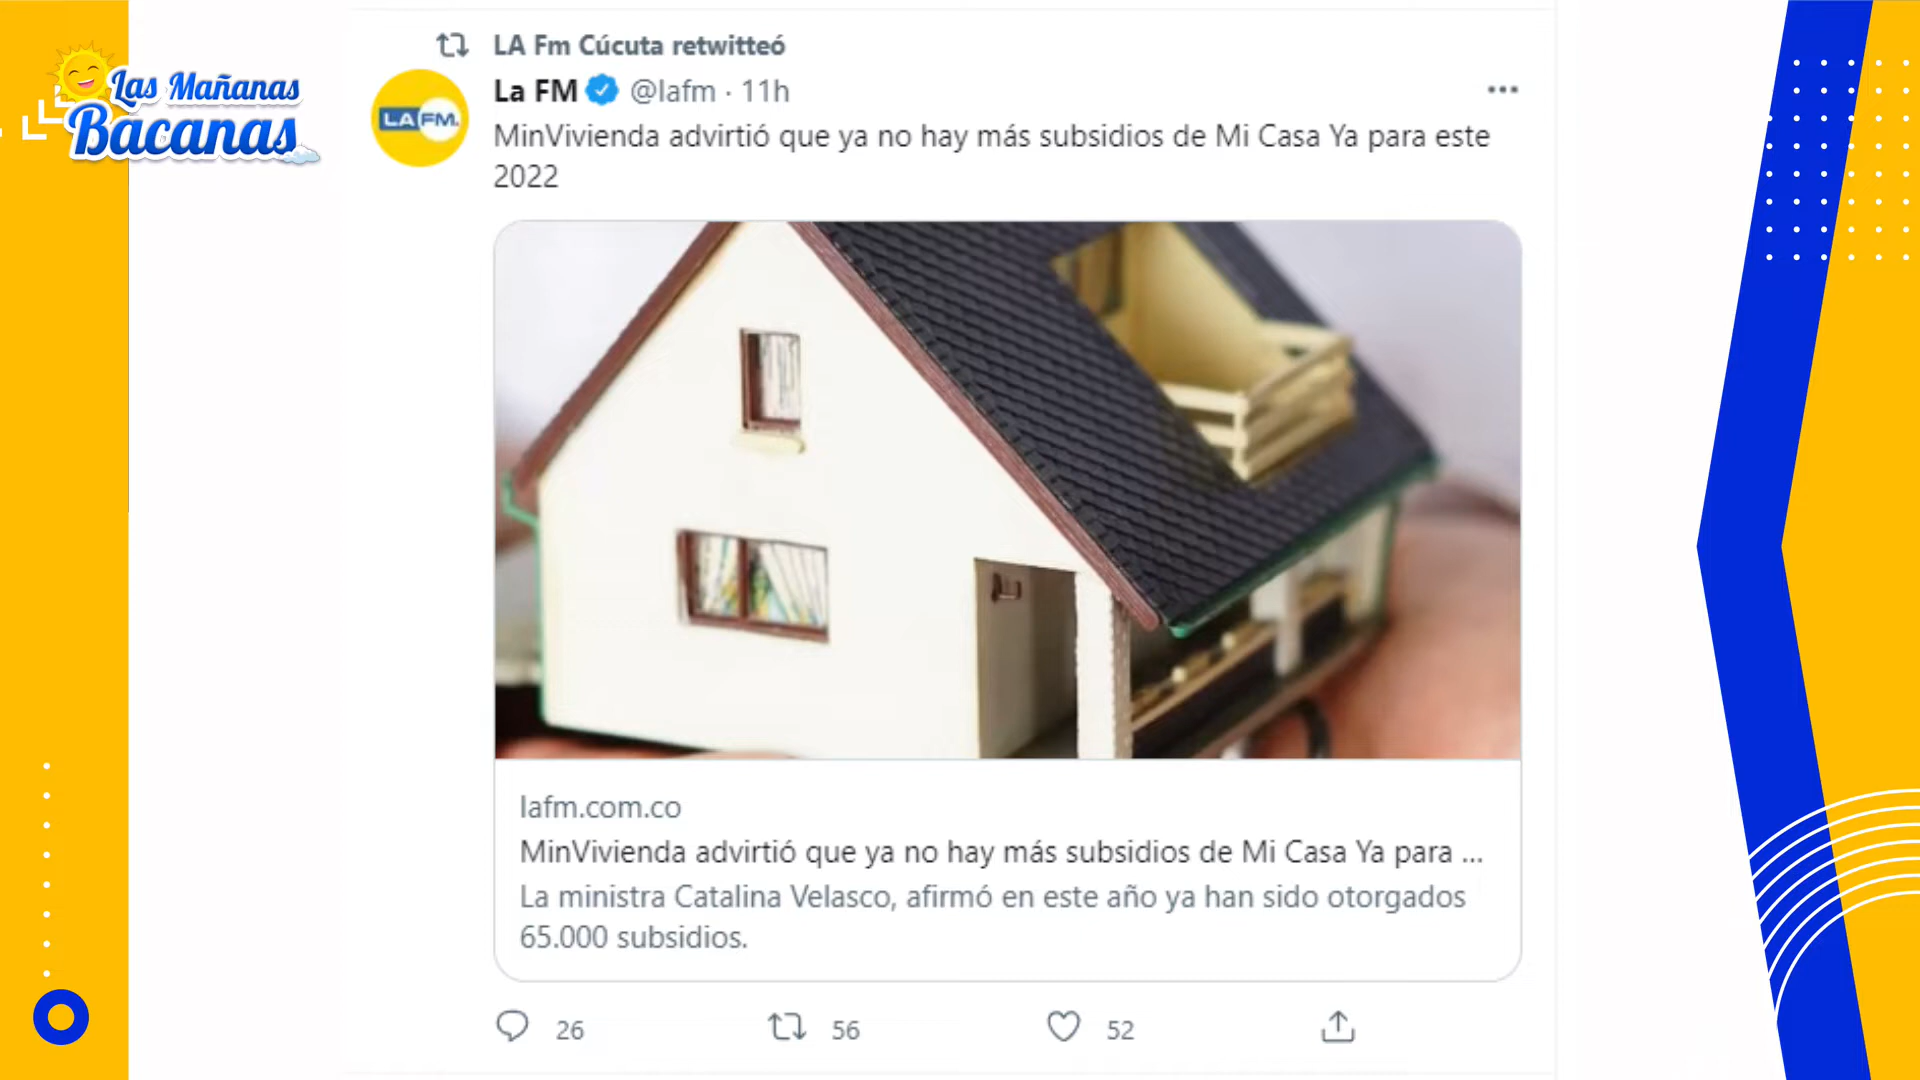 Las Mañanas
Bacanas
LA Fm Cúcuta retwitteó
La FM @lafm · 11h
LA FM.
MinVivienda advirtió que ya no hay más subsidios de Mi Casa Ya para este
2022
lafm.com.co
MinVivienda advirtió que ya no hay más subsidios de Mi Casa Ya para ...
La ministra Catalina Velasco, afirmó en este año ya han sido otorgados
65.000 subsidios.
26 56 52